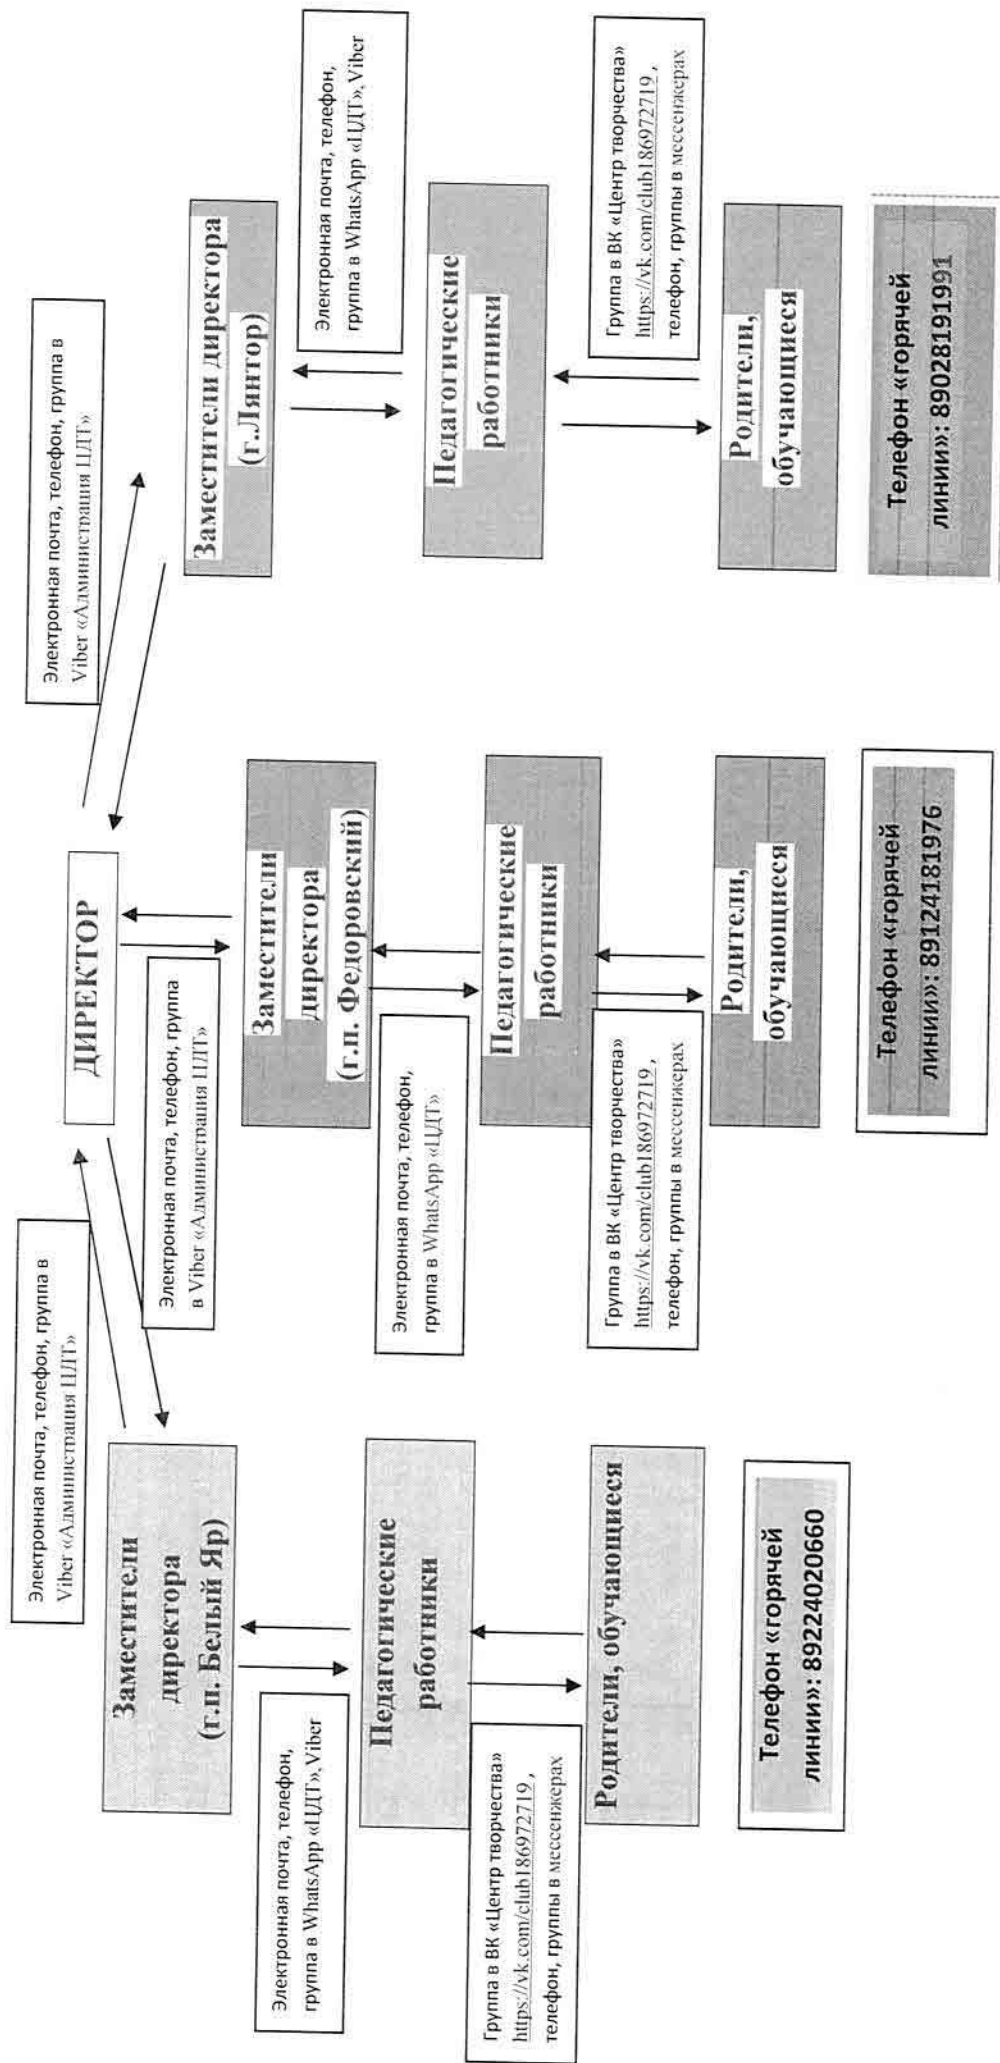 ДИРЕКТОР
Электронная почта, телефон, группа в
Viber «Администрация ЦДТ»
Электронная почта, телефон, группа
в Viber «Администрация ЦДТ»
Электронная почта, телефон, группа в
Viber «Администрация ЦДТ»
Заместители
директора
(г.п. Белый Яр)
Электронная почта, телефон,
группа в WhatsApp «ЦДТ», Viber
Педагогические
работники
Группа в ВК «Центр творчества»
https://vk.com/club186972719 ,
телефон, группы в мессенжерах
Родители, обучающиеся
Телефон «горячей
линии»: 89224020660
Заместители
директора
(г.п. Федоровский)
Электронная почта, телефон,
группа в WhatsApp «ЦДТ»
Педагогические
работники
Группа в ВК «Центр творчества»
https://vk.com/club186972719 ,
телефон, группы в мессенжерах
Родители,
обучающиеся
Телефон «горячей
линии»: 89124181976
Заместители директора
(г.Лянтор)
Электронная почта, телефон,
группа в WhatsApp «ЦДТ», Viber
Педагогические
работники
Группа в ВК «Центр творчества»
https://vk.com/club186972719 ,
телефон, группы в мессенжерах
Родители,
обучающиеся
Телефон «горячей
линии»: 89028191991